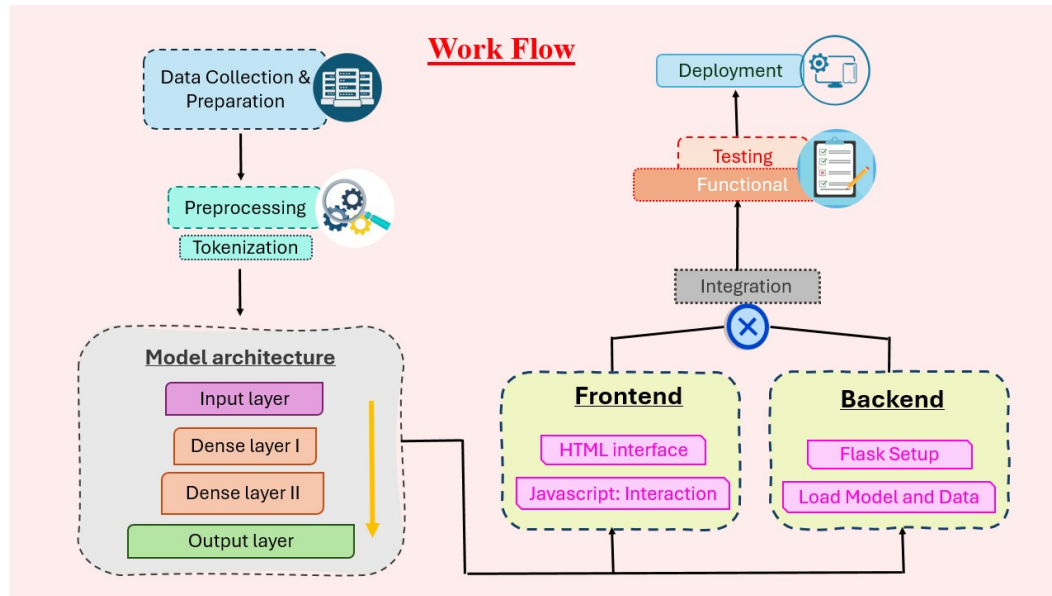 Work Flow
Data Collection &
Preparation
Preprocessing
Tokenization
Model architecture
Input layer
Dense layer I
Dense layer II
Output layer
Frontend
HTML interface
Javascript: Interaction
Backend
Flask Setup
Load Model and Data
Integration
Testing
Functional
Deployment